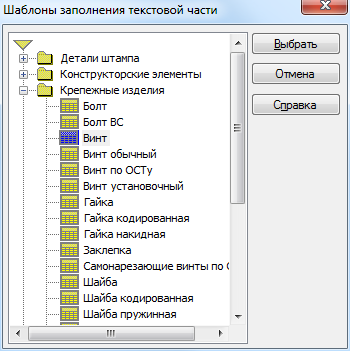 Шаблоны заполнения текстовой части
Выбрать
Отмена
Справка
Детали штампа
Конструкторские элементы
Крепежные изделия
Болт
Болт ВС
Винт
Винт обычный
Винт по ОСТу
Винт установочный
Гайка
Гайка кодированная
Гайка накидная
Заклепка
Самонарезающие винты по
Шайба
Шайба кодированная
Шайба пружинная